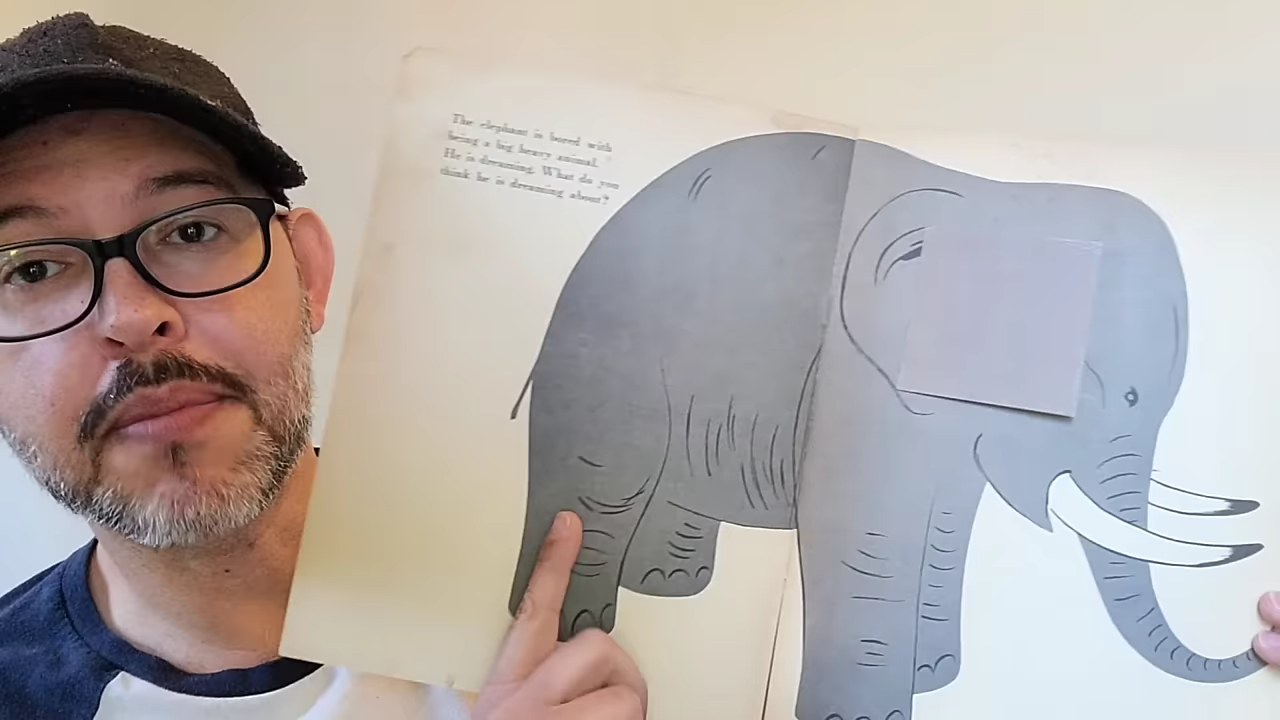 The elephant is bored with
being a big heavy animal.
He is dreaming. What do you
think he is dreaming about?